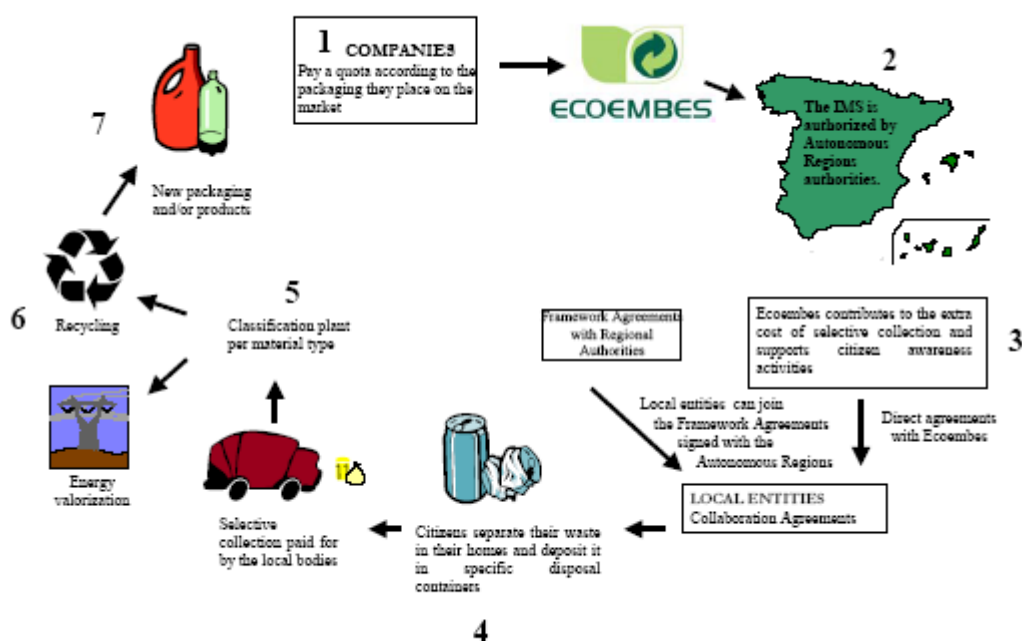 1 COMPANIES
Pay a quota according to the
packaging they place on the
market
ECOEMBES
2
The IMS is
authorized by
Autonomous
Regions
authorities.
3
Ecoembes contributes to the extra
cost of selective collection and
supports citizen awareness
activities
Framework Agreements
with Regional
Authorities
Local entities can join
the Framework Agreements
signed with the
Autonomous Regions
Direct agreements
with Ecoembes
LOCAL ENTITIES
Collaboration Agreements
Citizens separate their waste
in their homes and deposit it
in specific disposal
containers
4
Selective
collection paid for
by the local bodies
11
5
Classification plant
per material type
6
Recycling
Energy
valorization
7
New packaging
and/or products